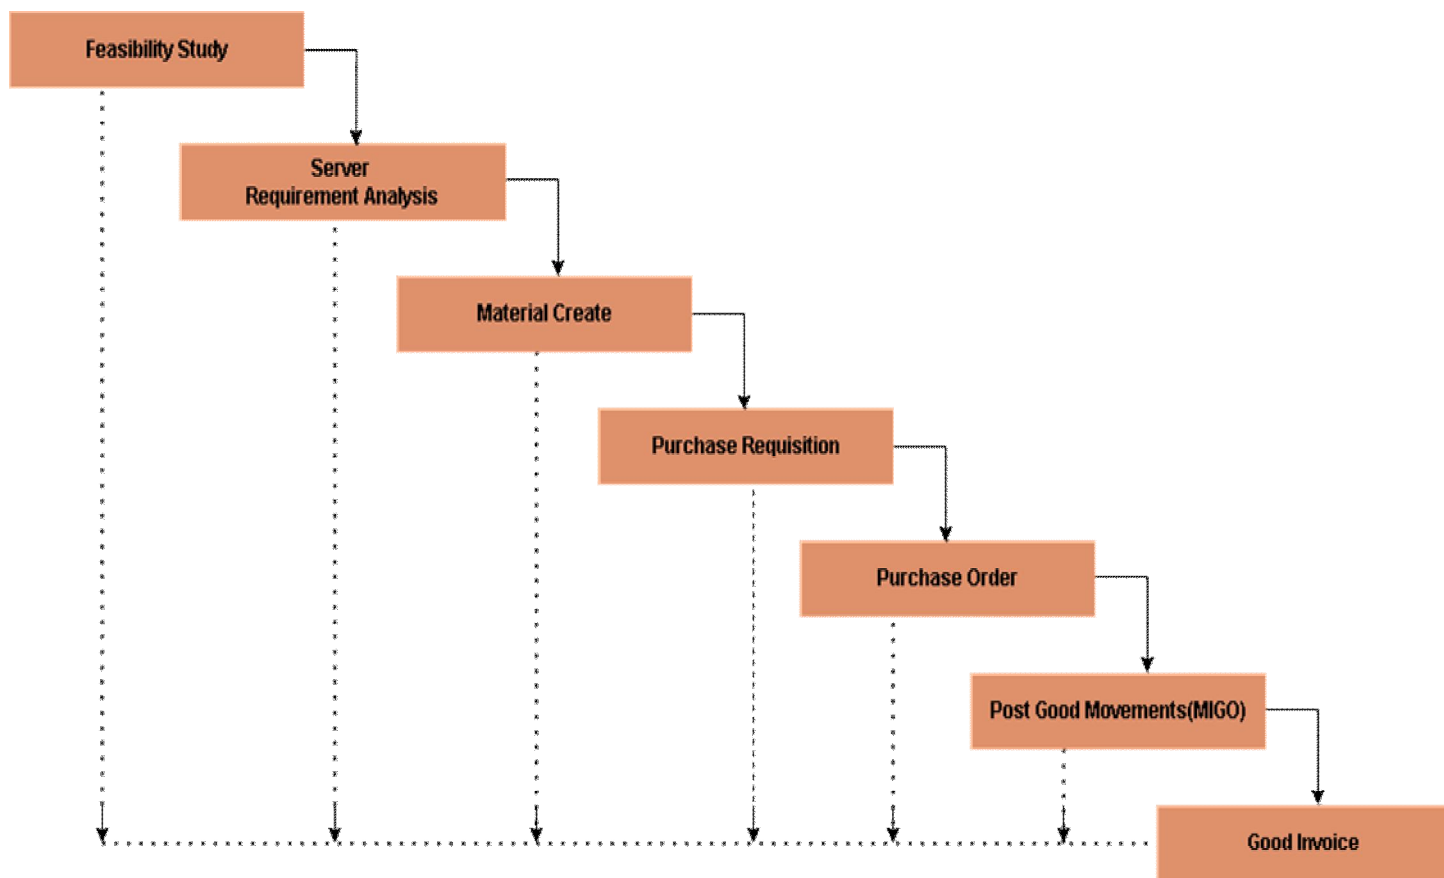 Feasibility Study
Server
Requirement Analysis
Material Create
Purchase Requisition
Purchase Order
Post Good Movements(MIGO)
Good Invoice